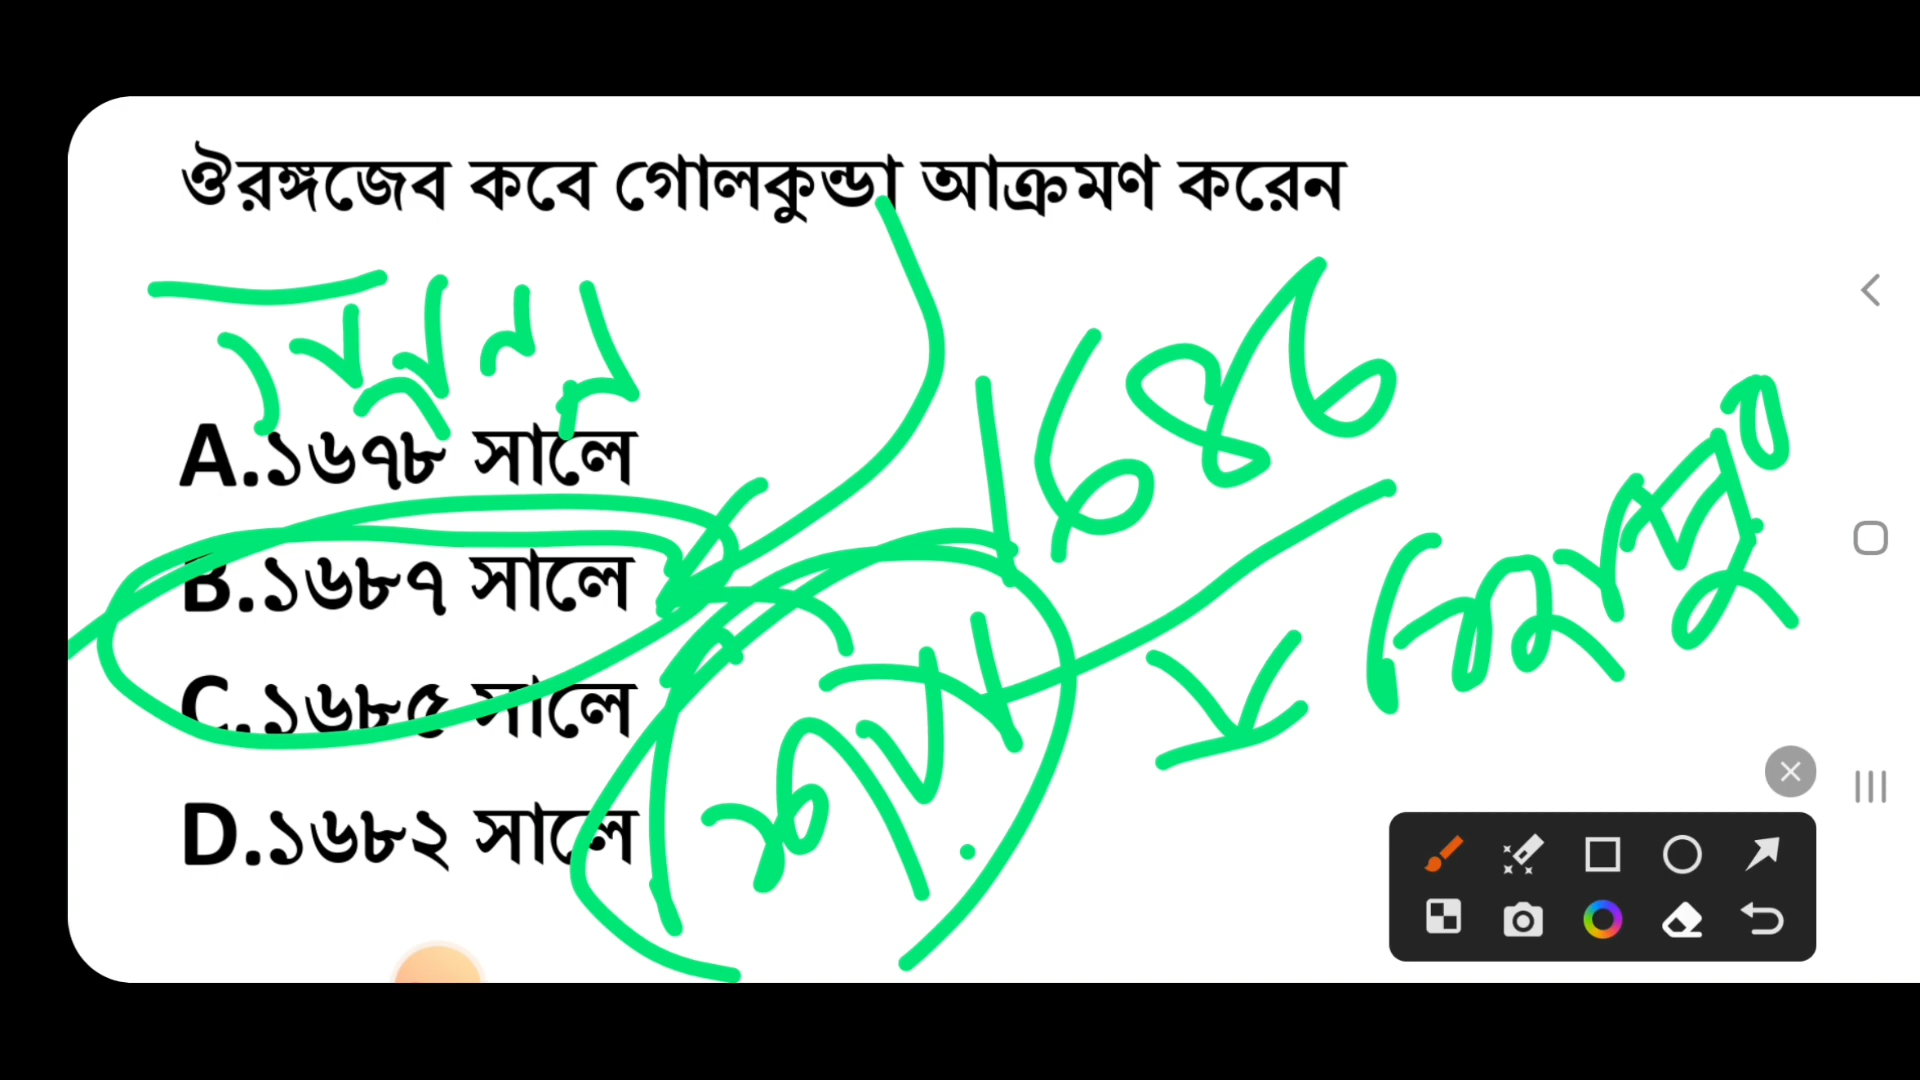 ঔরঙ্গজেব কবে গোলকুন্ডা আক্রমণ করেন
A.১৬৭৮ সালে
B.১৬৮৭ সালে
C.১৬৮৫ সালে
D.১৬৮২ সালে
1686